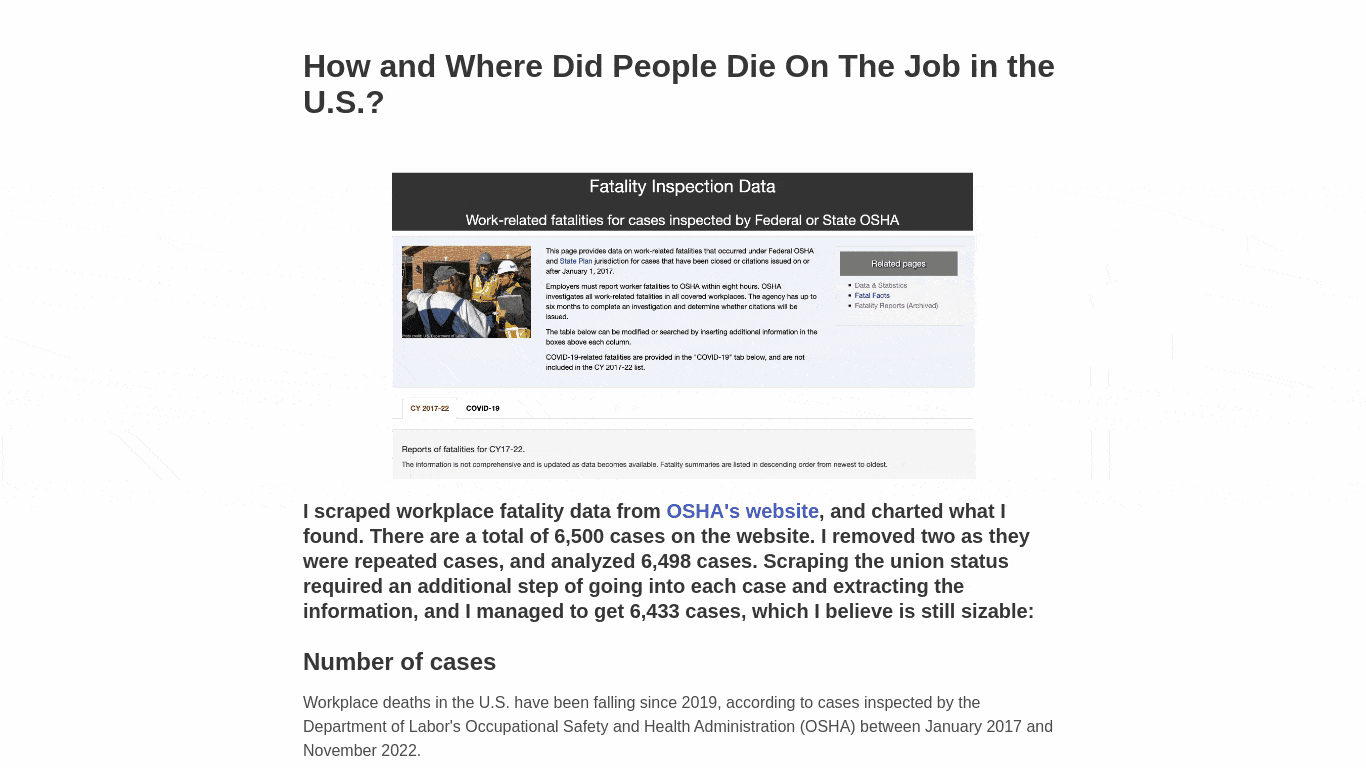 How and Where Did People Die On The Job in the
U.S.?
Fatality Inspection Data
Work-related fatalities for cases inspected by Federal or State OSHA
This page provides data on work-related fatalities that occurred under Federal OSHA
and State Plan jurisdiction for cases that have been closed or citations issued on or
after January 1, 2017.
Employers must report worker fatalities to OSHA within eight hours. OSHA
investigates all work-related fatalities in all covered workplaces. The agency has up to
six months to complete an investigation and determine whether citations will be
issued.
The table below can be modified or searched by inserting additional information in the
boxes above each column.
COVID-19-related fatalities are provided in the "COVID-19" tab below, and are not
included in the CY 2017-22 list.
Related pages
Data & Statistics
Fatal Facts
Fatality Reports (Archived)
CY 2017-22 COVID-19
Reports of fatalities for CY17-22.
The information is not comprehensive and is updated as data becomes available. Fatality summaries are listed in descending order from newest to oldest.
I scraped workplace fatality data from OSHA's website, and charted what I
found. There are a total of 6,500 cases on the website. I removed two as they
were repeated cases, and analyzed 6,498 cases. Scraping the union status
required an additional step of going into each case and extracting the
information, and I managed to get 6,433 cases, which I believe is still sizable:
Number of cases
Workplace deaths in the U.S. have been falling since 2019, according to cases inspected by the
Department of Labor's Occupational Safety and Health Administration (OSHA) between January 2017 and
November 2022.